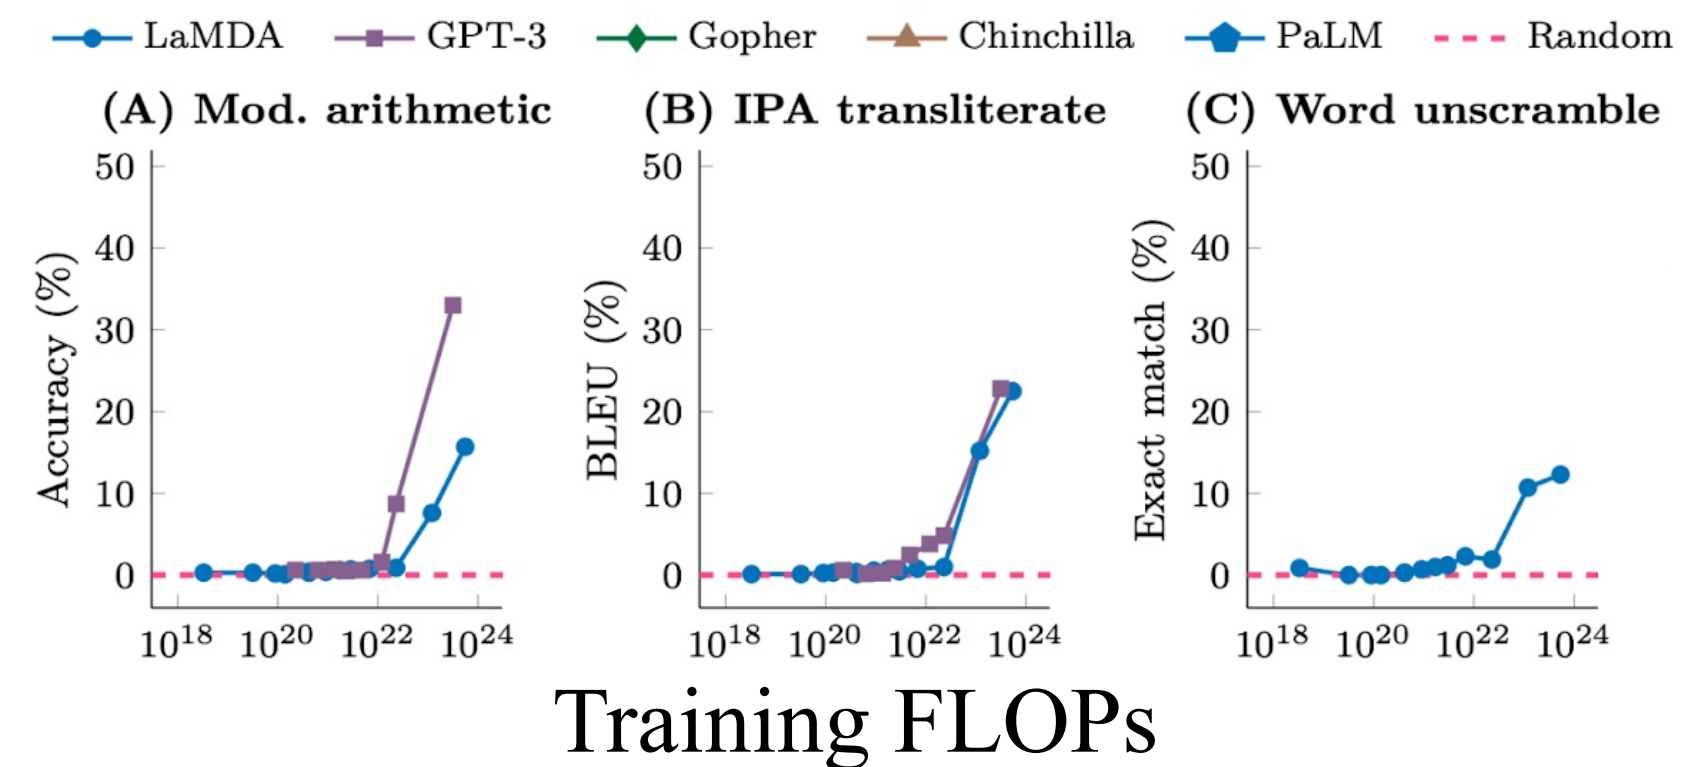 LaMDA GPT-3 Gopher Chinchilla PaLM Random
(A) Mod. arithmetic
Accuracy (%)
50
40
30
20
10
0
10^18 10^20 10^22 10^24
(B) IPA transliterate
BLEU (%)
50
40
30
20
10
0
10^18 10^20 10^22 10^24
(C) Word unscramble
Exact match (%)
50
40
30
20
10
0
10^18 10^20 10^22 10^24
Training FLOPs